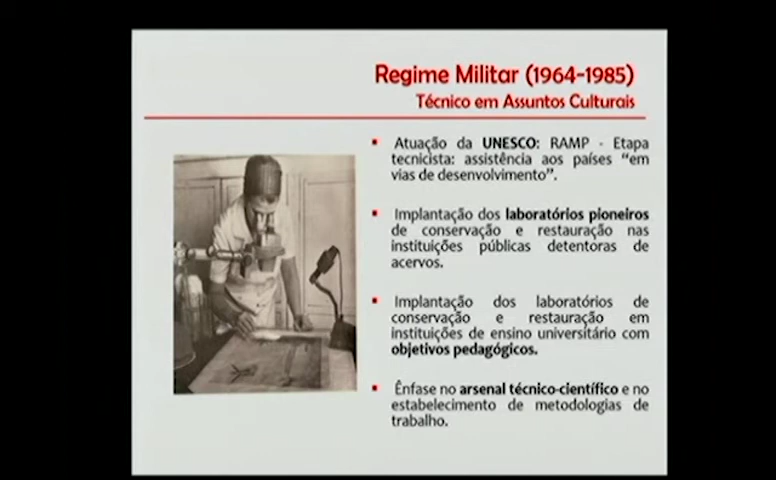 Regime Militar (1964-1985)
Técnico em Assuntos Culturais
▪ Atuação da UNESCO: RAMP - Etapa
tecnicista: assistência aos países “em
vias de desenvolvimento”.
▪ Implantação dos laboratórios pioneiros
de conservação e restauração nas
instituições públicas detentoras de
acervos.
▪ Implantação dos laboratórios de
conservação e restauração em
instituições de ensino universitário com
objetivos pedagógicos.
▪ Ênfase no arsenal técnico-científico e no
estabelecimento de metodologias de
trabalho.